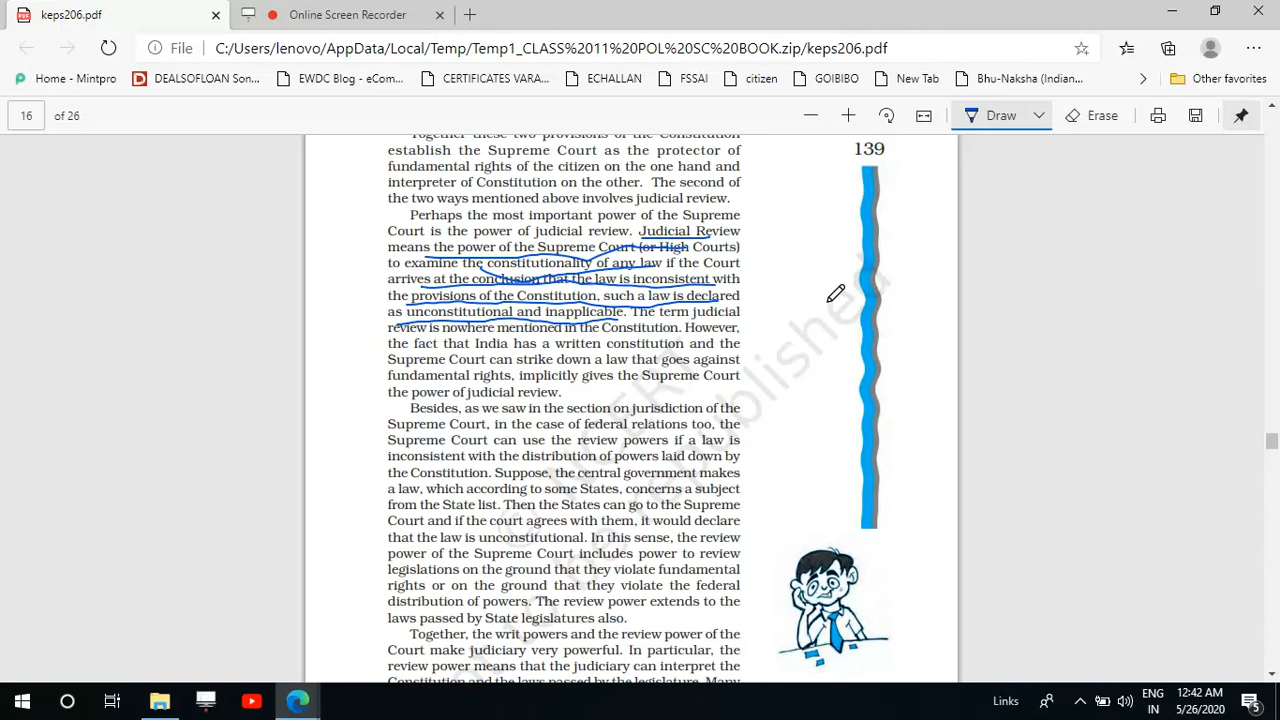 keps206.pdf
Online Screen Recorder
File
C:/Users/lenovo/AppData/Local/Temp/Temp1_CLASS%2011%20POL%20SC%20BOOK.zip/keps206.pdf
Home - Mintpro
DEALSOFLOAN Son...
EWDC Blog - eCom...
CERTIFICATES VARA...
ECHALLAN
FSSAI
citizen
GOIBIBO
New Tab
Bhu-Naksha (Indian...
Other favorites
16 of 26
Draw
Erase
Together these two provisions of the Constitution
139
establish the Supreme Court as the protector of
fundamental rights of the citizen on the one hand and
interpreter of Constitution on the other. The second of
the two ways mentioned above involves judicial review.
Perhaps the most important power of the Supreme
Court is the power of judicial review. Judicial Review
means the power of the Supreme Court (or High Courts)
to examine the constitutionality of any law if the Court
arrives at the conclusion that the law is inconsistent with
the provisions of the Constitution, such a law is declared
as unconstitutional and inapplicable. The term judicial
review is nowhere mentioned in the Constitution. However,
the fact that India has a written constitution and the
Supreme Court can strike down a law that goes against
fundamental rights, implicitly gives the Supreme Court
the power of judicial review.
Besides, as we saw in the section on jurisdiction of the
Supreme Court, in the case of federal relations too, the
Supreme Court can use the review powers if a law is
inconsistent with the distribution of powers laid down by
the Constitution. Suppose, the central government makes
a law, which according to some States, concerns a subject
from the State list. Then the States can go to the Supreme
Court and if the court agrees with them, it would declare
that the law is unconstitutional. In this sense, the review
power of the Supreme Court includes power to review
legislations on the ground that they violate fundamental
rights or on the ground that they violate the federal
distribution of powers. The review power extends to the
laws passed by State legislatures also.
Together, the writ powers and the review power of the
Court make judiciary very powerful. In particular, the
review power means that the judiciary can interpret the
Constitution and the laws passed by the legislature. Many
Links
ENG
IN
12:42 AM
5/26/2020
5